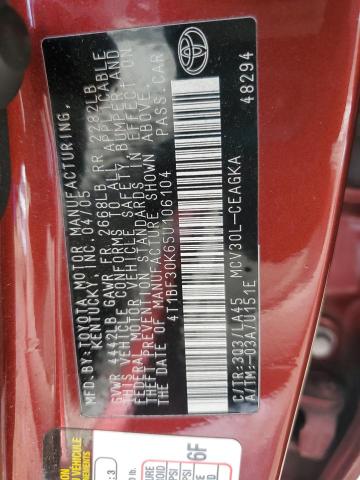 MFD.BY:TOYOTA MOTOR MANUFACTURING,
KENTUCKY, INC. 04/05
GVWR 4442LB GAWR FR 2668LB RR 2282LB
THIS VEHICLE CONFORMS TO ALL APPLICABLE
FEDERAL MOTOR VEHICLE SAFETY, BUMPER, AND
THEFT PREVENTION STANDARDS IN EFFECT ON
THE DATE OF MANUFACTURE SHOWN ABOVE.
4T1BF30K65U106104 PASS.CAR
C/TR:3Q3/LA45 MCV30L-CEAGKA
A/TM:-03A/U151E 48294
VÉHICULE
6F